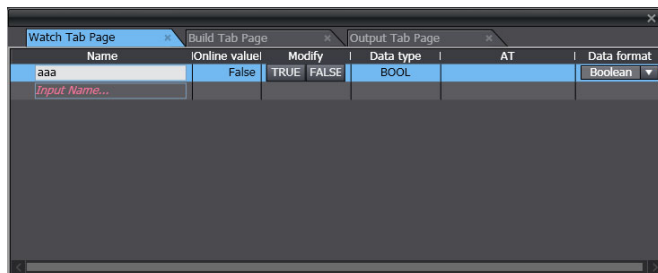 Watch Tab Page Build Tab Page Output Tab Page
Name Online value Modify Data type AT Data format
aaa False TRUE FALSE BOOL Boolean
Input Name...